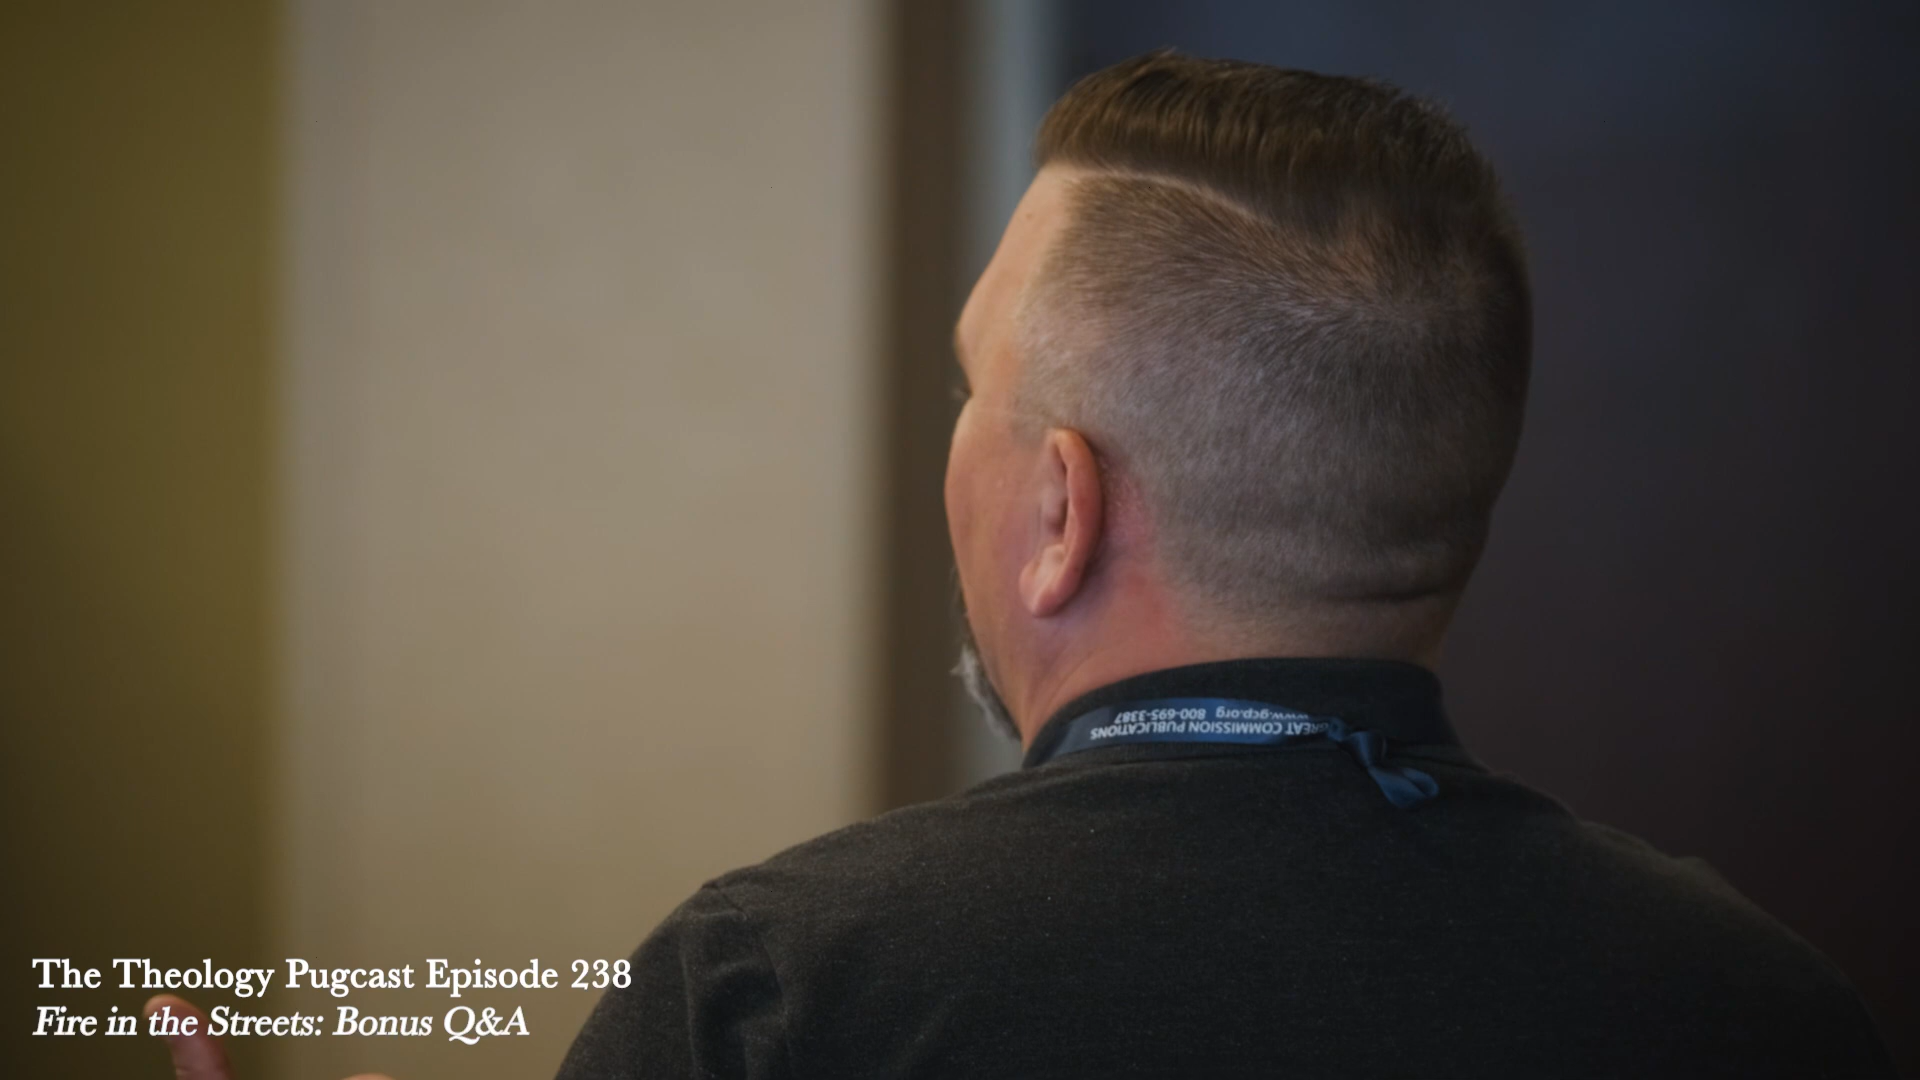 GREAT COMMISSION PUBLICATIONS
www.gcp.org 800-695-3387
The Theology Pugcast Episode 238
Fire in the Streets: Bonus Q&A